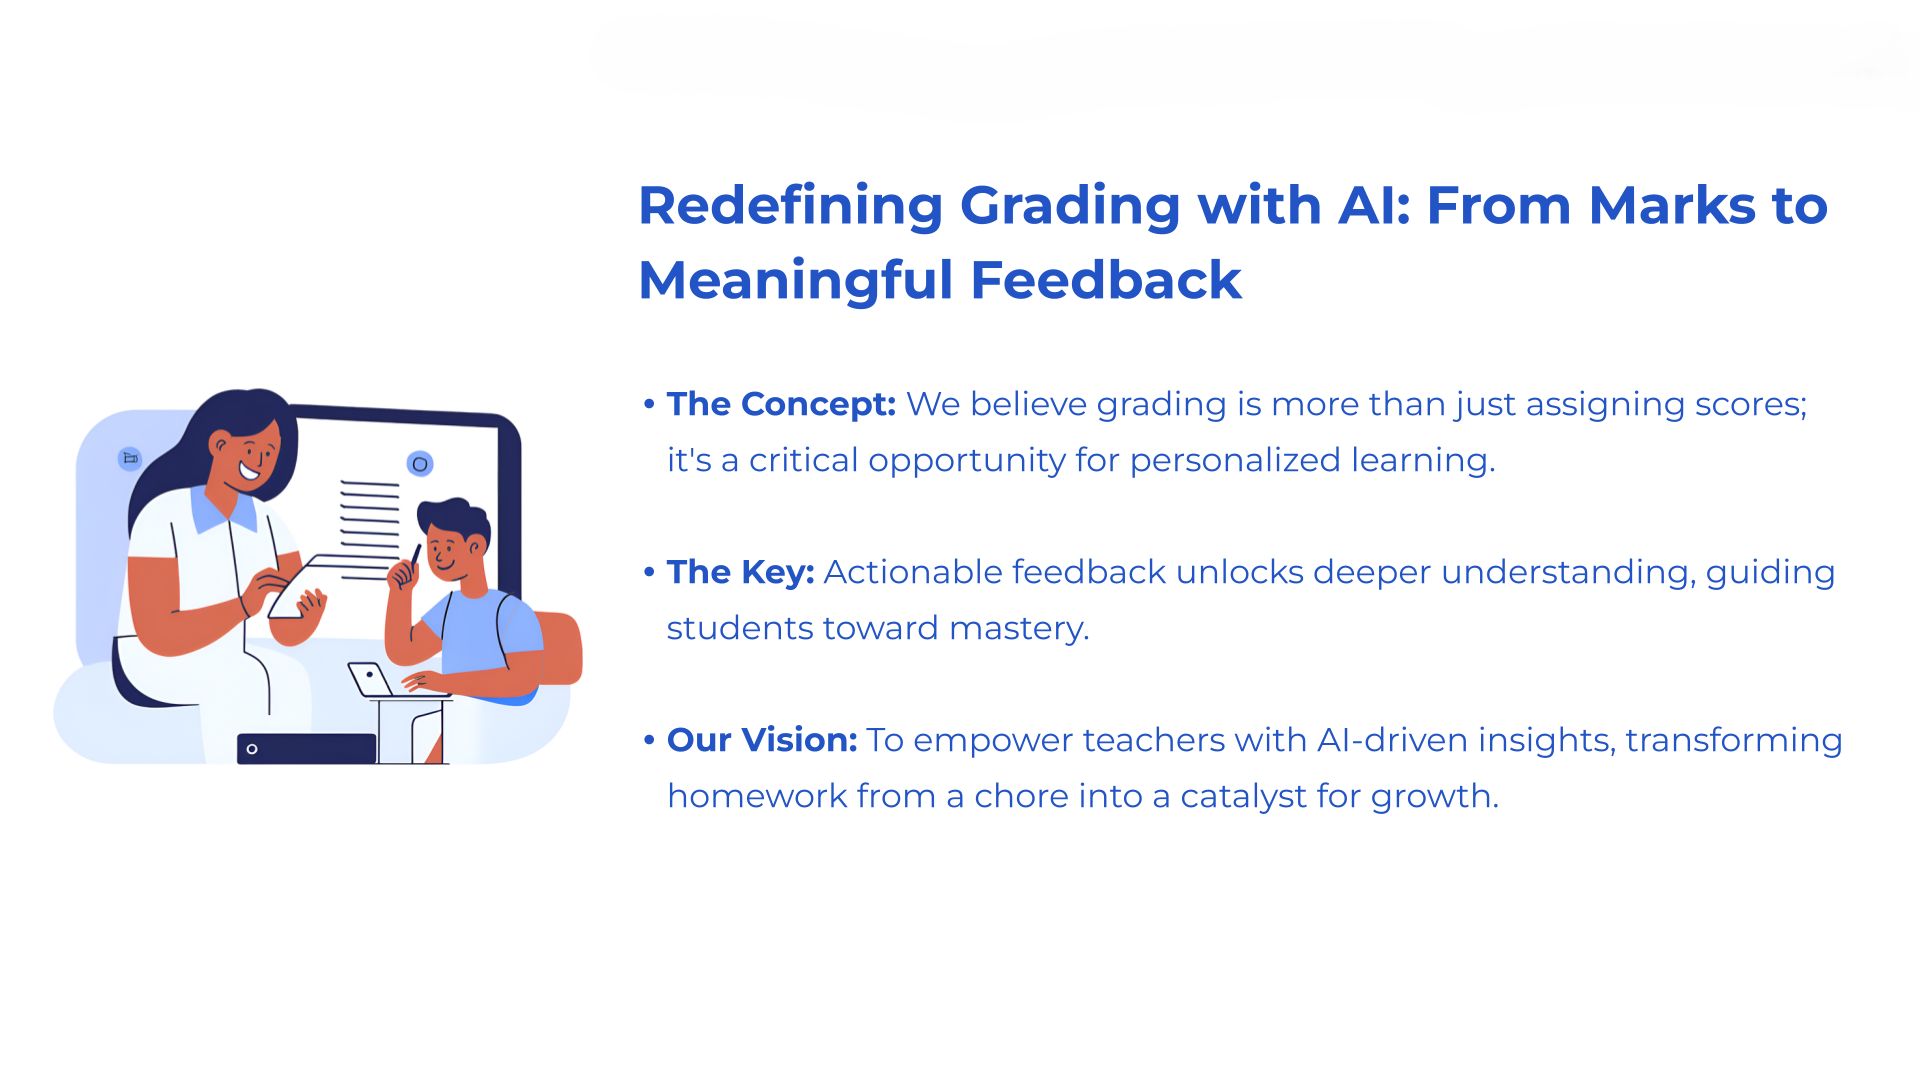 Redefining Grading with AI: From Marks to
Meaningful Feedback
• The Concept: We believe grading is more than just assigning scores;
it's a critical opportunity for personalized learning.
• The Key: Actionable feedback unlocks deeper understanding, guiding
students toward mastery.
• Our Vision: To empower teachers with AI-driven insights, transforming
homework from a chore into a catalyst for growth.